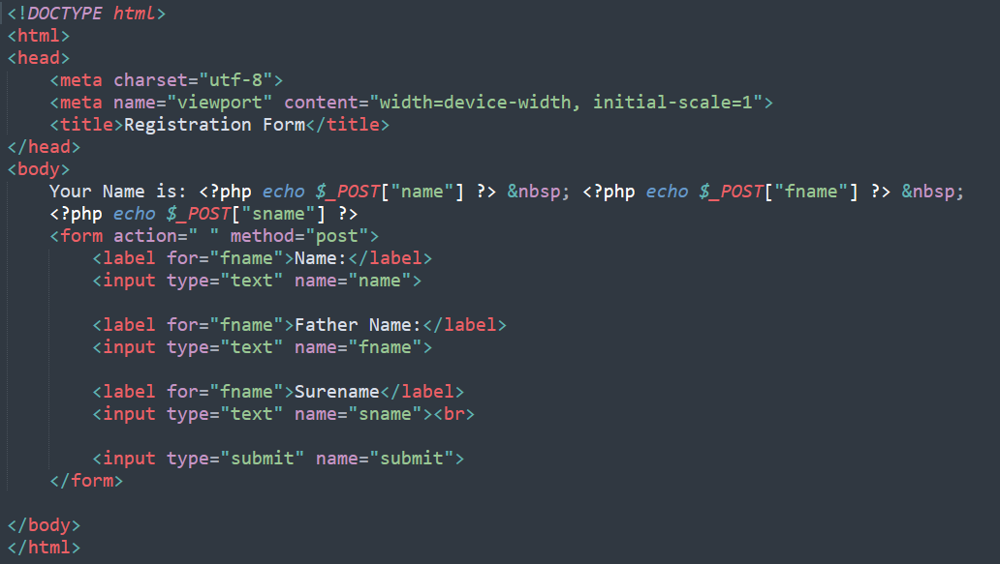 <!DOCTYPE html>
<html>
<head>
    <meta charset="utf-8">
    <meta name="viewport" content="width=device-width, initial-scale=1">
    <title>Registration Form</title>
</head>
<body>
    Your Name is: <?php echo $_POST["name"] ?> &nbsp; <?php echo $_POST["fname"] ?> &nbsp;
    <?php echo $_POST["sname"] ?>
    <form action=" " method="post">
        <label for="fname">Name:</label>
        <input type="text" name="name">

        <label for="fname">Father Name:</label>
        <input type="text" name="fname">

        <label for="fname">Surename</label>
        <input type="text" name="sname"><br>

        <input type="submit" name="submit">
    </form>

</body>
</html>